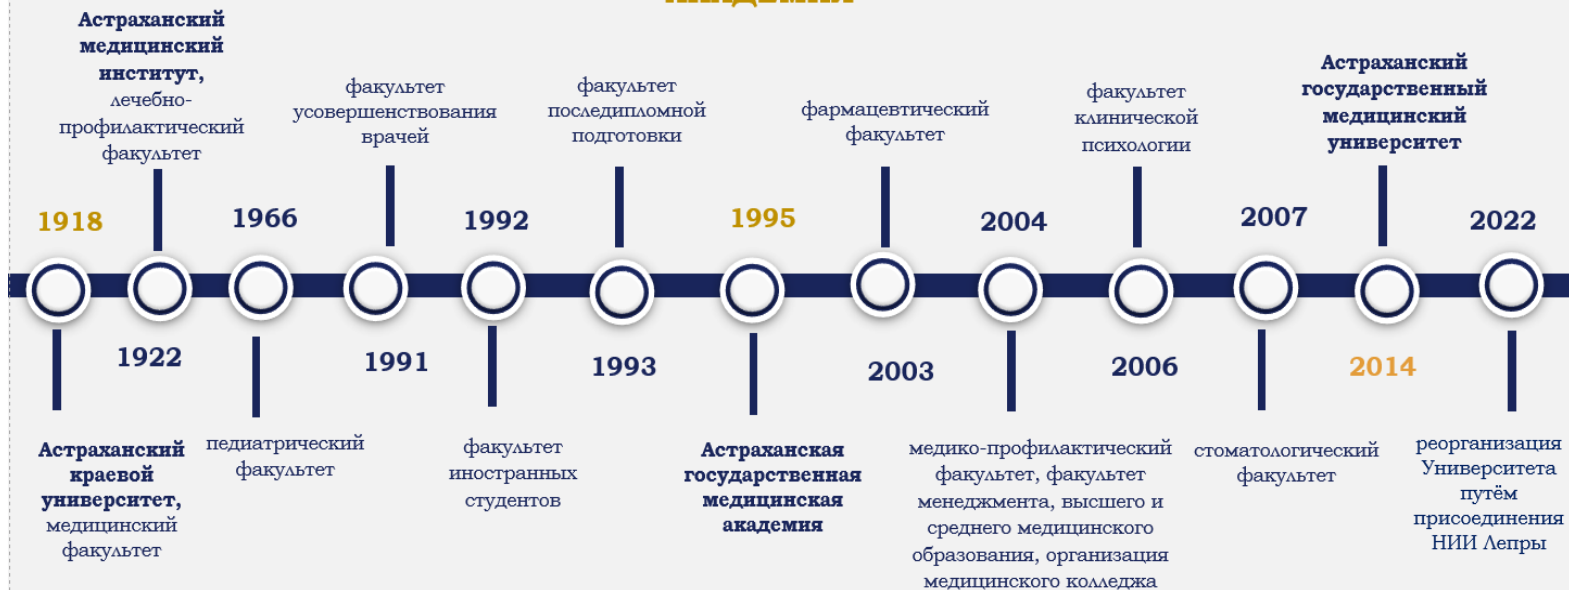 АКАДЕМИЯ
Астраханский
медицинский
институт,
лечебно-
профилактический
факультет
факультет
усовершенствования
врачей
факультет
последипломной
подготовки
фармацевтический
факультет
факультет
клинической
психологии
Астраханский
государственный
медицинский
университет
1918
1966
1992
1995
2004
2007
2022
1922
1991
1993
2003
2006
2014
Астраханский
краевой
университет,
медицинский
факультет
педиатрический
факультет
факультет
иностранных
студентов
Астраханская
государственная
медицинская
академия
медико-профилактический
факультет, факультет
менеджмента, высшего и
среднего медицинского
образования, организация
медицинского колледжа
стоматологический
факультет
реорганизация
Университета
путём
присоединения
НИИ Лепры